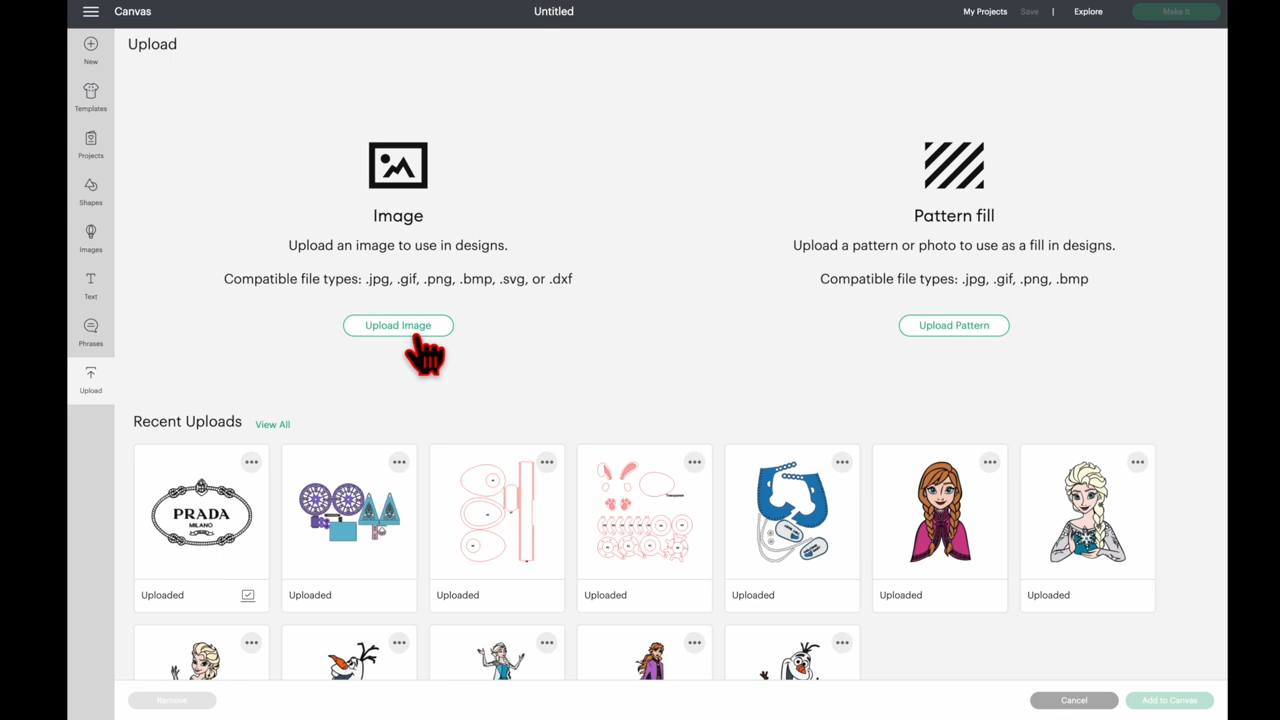 Canvas
Untitled
My Projects
Save
|
Explore
Make It
New
Templates
Projects
Shapes
Images
Text
Phrases
Upload
Upload
Image
Upload an image to use in designs.
Compatible file types: .jpg, .gif, .png, .bmp, .svg, or .dxf
Upload Image
Pattern fill
Upload a pattern or photo to use as a fill in designs.
Compatible file types: .jpg, .gif, .png, .bmp
Upload Pattern
Recent Uploads
View All
PRADA
MILANO
Transparent
Uploaded
Uploaded
Uploaded
Uploaded
Uploaded
Uploaded
Uploaded
Remove
Cancel
Add to Canvas